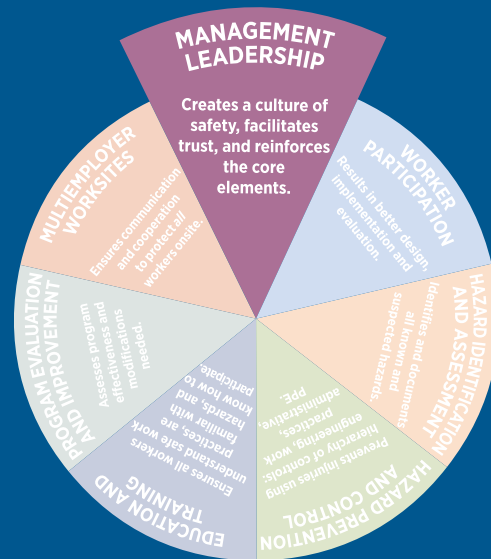 MANAGEMENT
LEADERSHIP
Creates a culture of
safety, facilitates
trust, and reinforces
the core
elements.
WORKER
PARTICIPATION
Results in better design,
implementation and
evaluation.
HAZARD IDENTIFICATION
AND ASSESSMENT
Identifies and documents
all known and
suspected hazards.
HAZARD PREVENTION
AND CONTROL
Prevents injuries using
hierarchy of controls:
engineering, work
practices,
administrative,
PPE.
EDUCATION AND
TRAINING
Ensures all workers
understand safe work
practices, are
familiar with
hazards, and
know how to
participate.
PROGRAM EVALUATION
AND IMPROVEMENT
Assesses program
effectiveness and
modifications
needed.
MULTIEMPLOYER
WORKSITES
Ensures communication
and cooperation
to protect all
workers onsite.